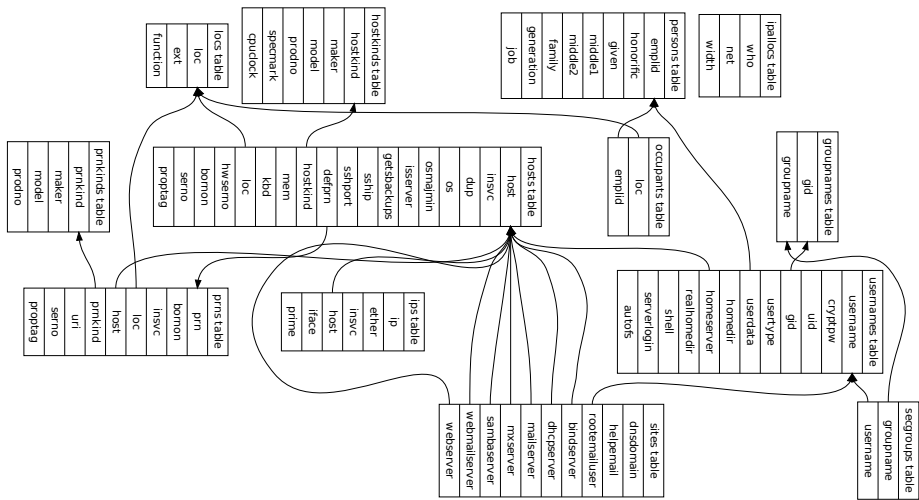 locs table
loc
ext
function
hostkinds table
hostkind
maker
model
prodno
specmark
cpuclock
persons table
emplid
honorific
given
middle1
middle2
family
generation
job
ipallocs table
who
net
width
prnkinds table
prnkind
maker
model
prodno
hosts table
host
insvc
dup
os
osmajmin
isserver
getsbackups
sship
sshport
defprn
hostkind
mem
kbd
loc
hwsemo
bornon
serno
proptag
occupants table
loc
emplid
groupnames table
gid
groupname
prns table
prn
bornon
insvc
loc
host
prnkind
uri
serno
proptag
ips table
ip
ether
insvc
host
iface
prime
usernames table
username
cryptpw
uid
gid
usertype
userdata
homedir
homeserver
realhomedir
shell
serverlogin
autofs
sites table
dnsdomain
helpemail
rootemailuser
bindserver
dhcpserver
mailserver
mxserver
sambaserver
webmailserver
webserver
secgroups table
groupname
username